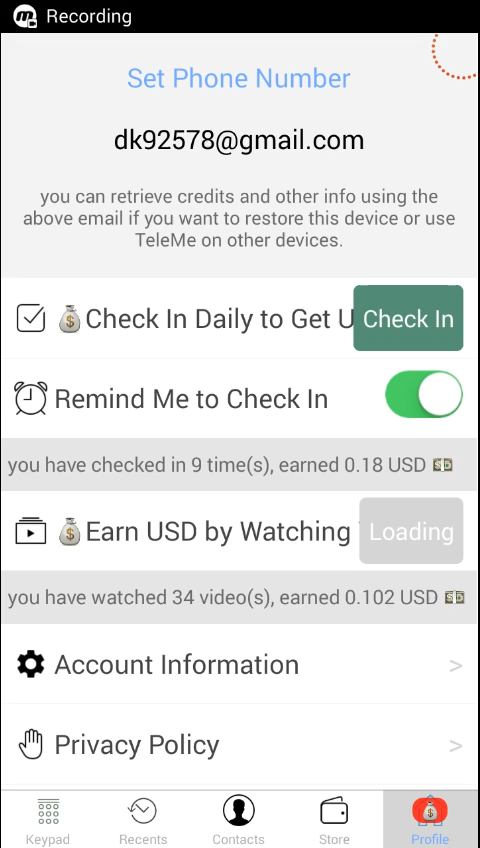 Recording
Set Phone Number
dk92578@gmail.com
you can retrieve credits and other info using the
above email if you want to restore this device or use
TeleMe on other devices.
Check In Daily to Get U
Check In
Remind Me to Check In
you have checked in 9 time(s), earned 0.18 USD
Earn USD by Watching
Loading
you have watched 34 video(s), earned 0.102 USD
Account Information >
Privacy Policy >
Keypad
Recents
Contacts
Store
Profile